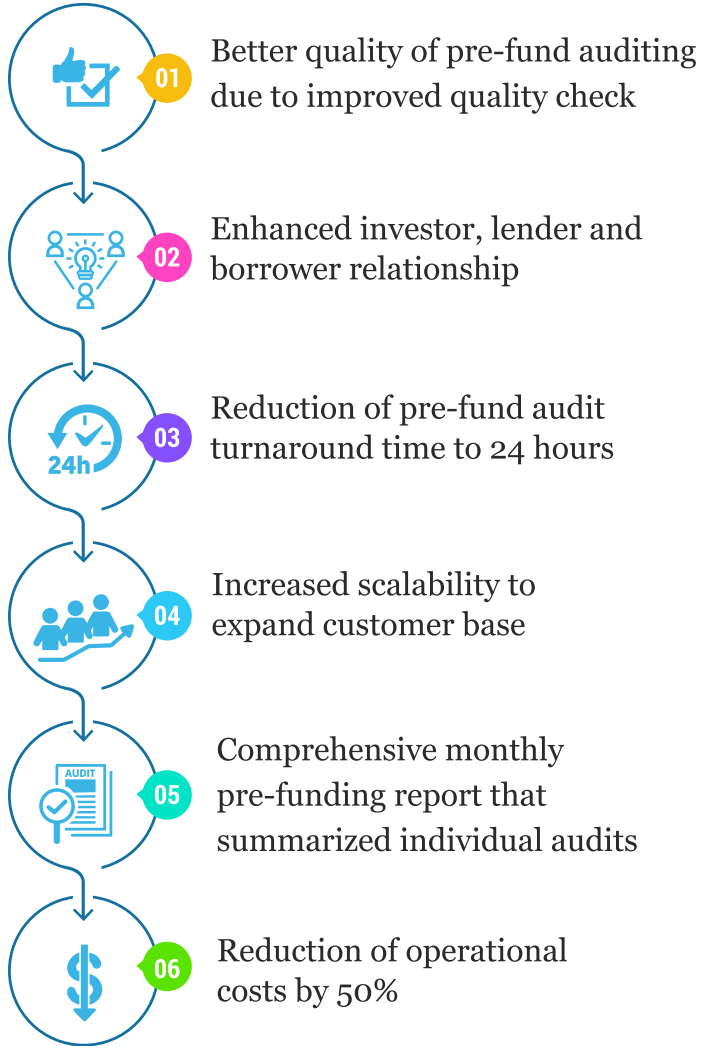 01
Better quality of pre-fund auditing
due to improved quality check
02
Enhanced investor, lender and
borrower relationship
24h
03
Reduction of pre-fund audit
turnaround time to 24 hours
04
Increased scalability to
expand customer base
AUDIT
05
Comprehensive monthly
pre-funding report that
summarized individual audits
$
06
Reduction of operational
costs by 50%